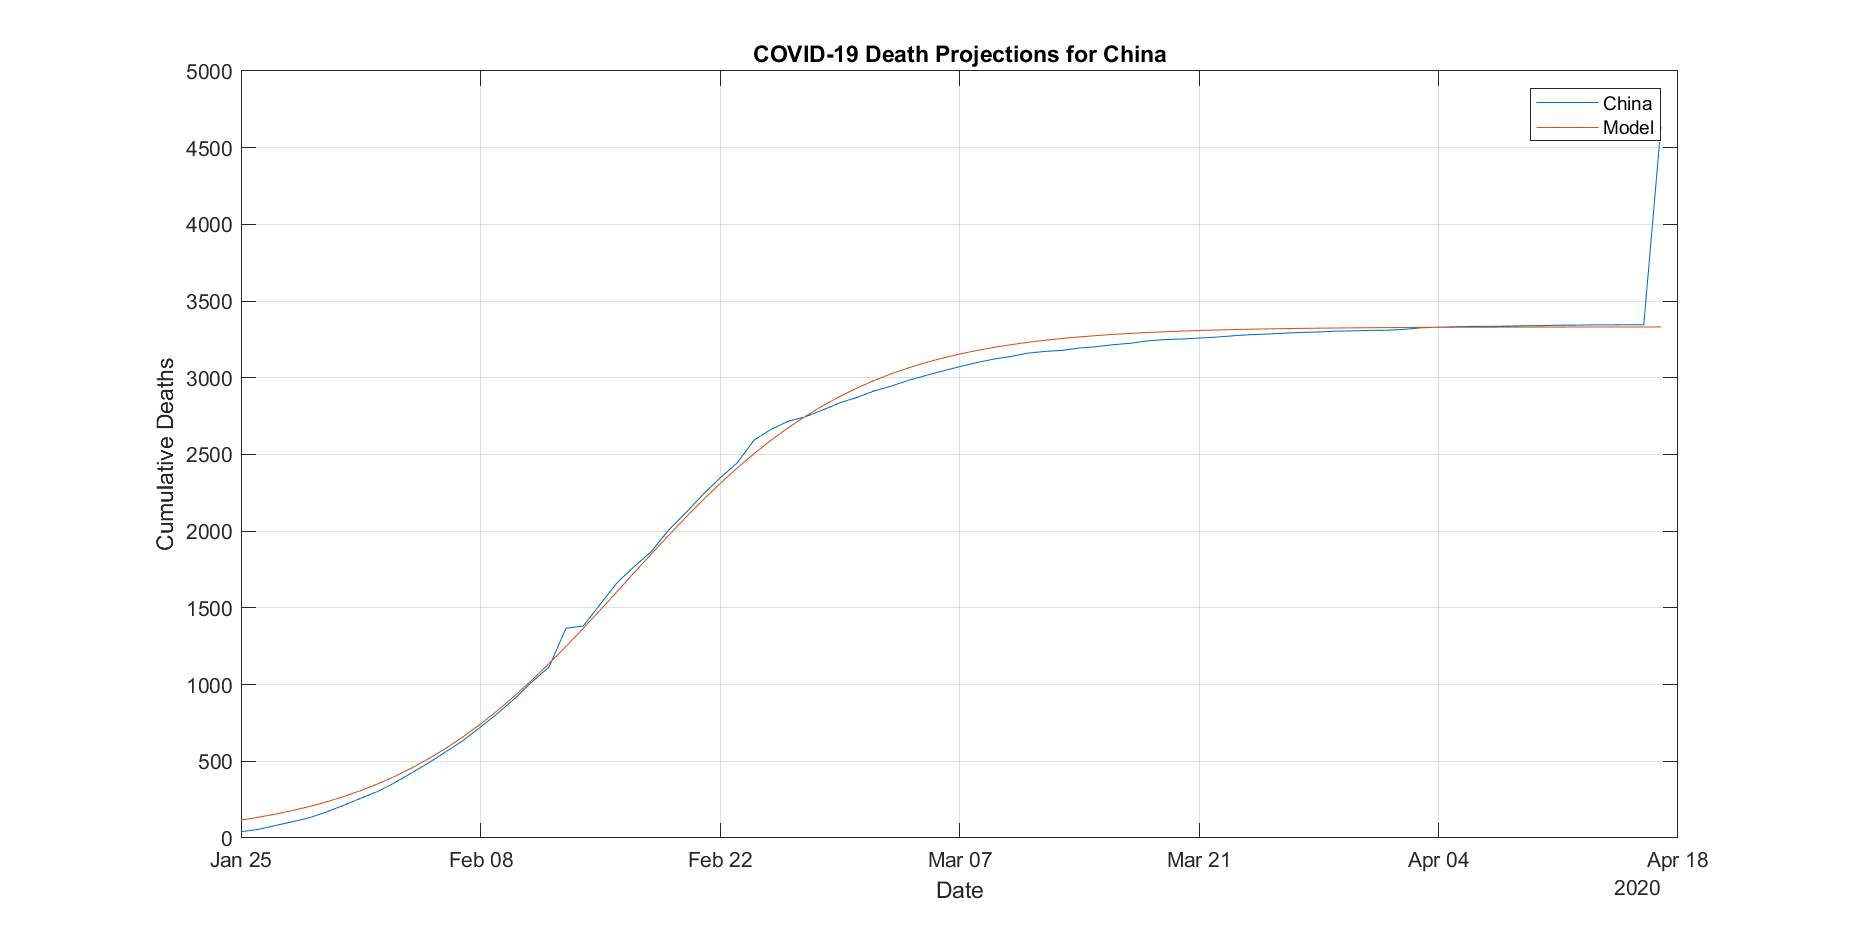 COVID-19 Death Projections for China
China
Model
5000
4500
4000
3500
3000
2500
2000
1500
1000
500
0
Cumulative Deaths
Jan 25 Feb 08 Feb 22 Mar 07 Mar 21 Apr 04 Apr 18
2020
Date